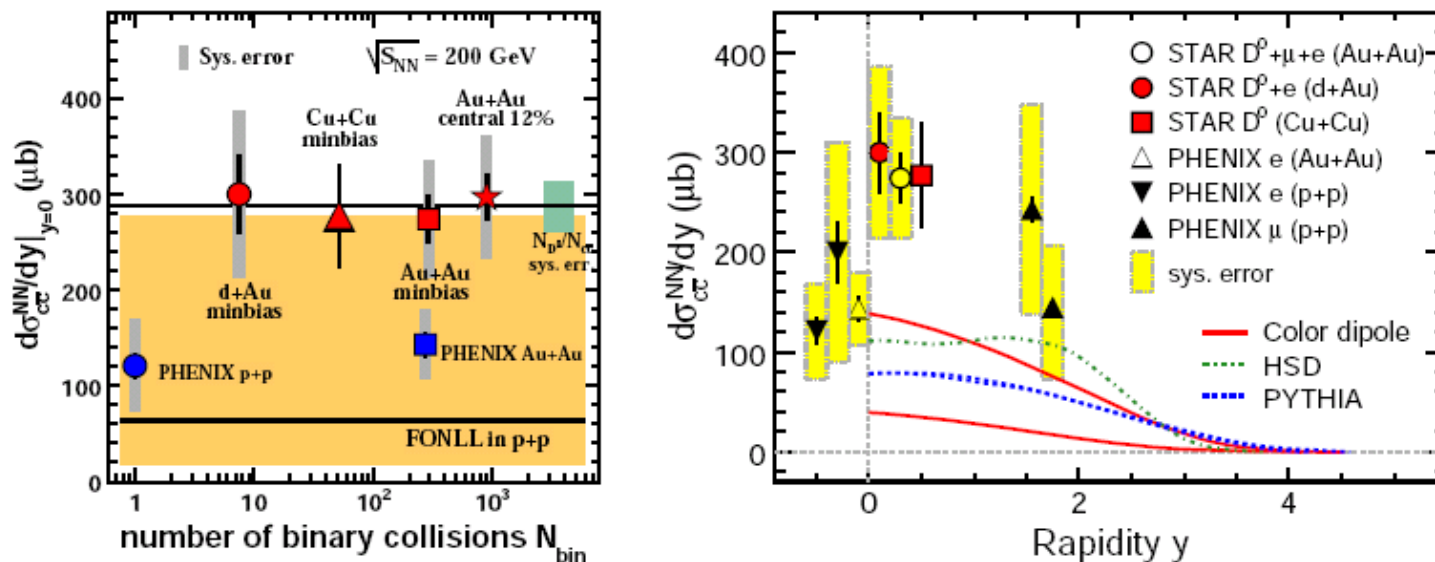 Sys. error
√S_NN = 200 GeV
Au+Au
central 12%
Cu+Cu
minbias
d+Au
minbias
Au+Au
minbias
sys. err.
PHENIX p+p
PHENIX Au+Au
FONLL in p+p
400
300
200
100
0
1
10
10²
10³
dσ_cc̄^NN/dy|_y=0 (μb)
number of binary collisions N_bin
STAR D⁰+μ+e (Au+Au)
STAR D⁰+e (d+Au)
STAR D⁰ (Cu+Cu)
PHENIX e (Au+Au)
PHENIX e (p+p)
PHENIX μ (p+p)
sys. error
Color dipole
HSD
PYTHIA
400
300
200
100
0
0
2
4
dσ_cc̄^NN/dy (μb)
Rapidity y